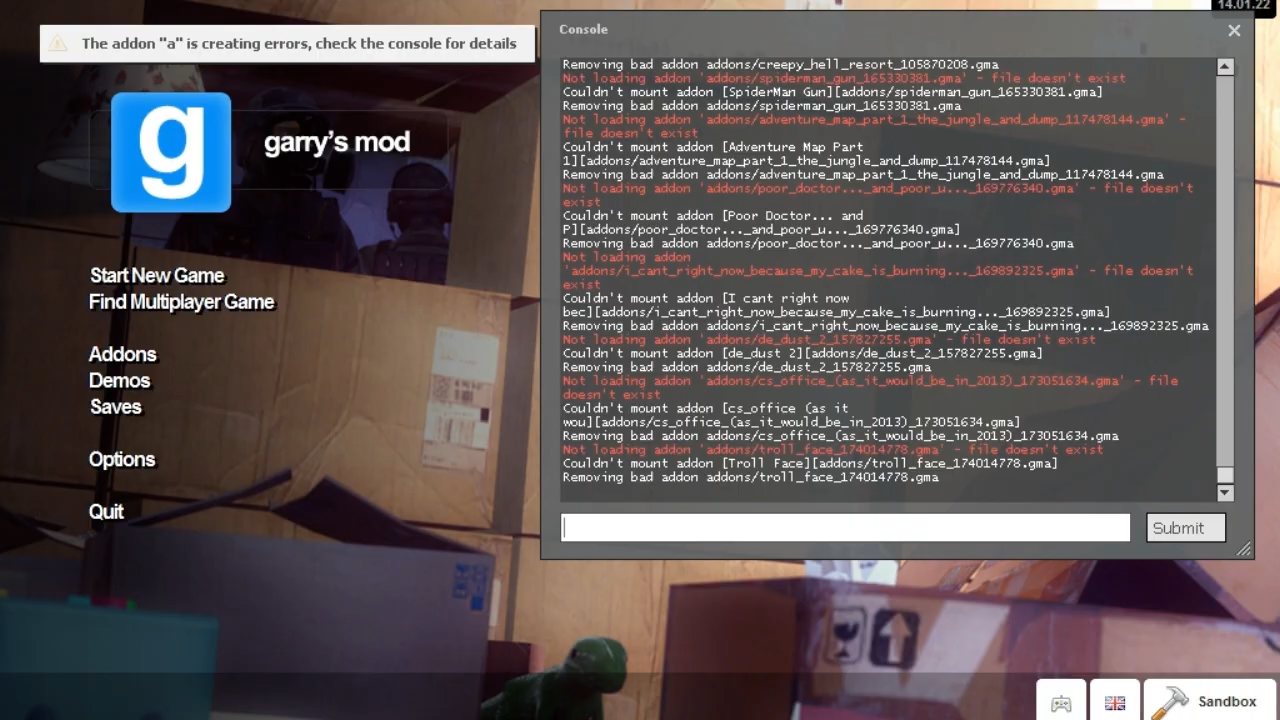 14.01.22
The addon "a" is creating errors, check the console for details
g
garry's mod
Start New Game
Find Multiplayer Game
Addons
Demos
Saves
Options
Quit
Console
Removing bad addon addons/creepy_hell_resort_105870208.gma
Not loading addon 'addons/spiderman_gun_165330381.gma' - file doesn't exist
Couldn't mount addon [SpiderMan Gun][addons/spiderman_gun_165330381.gma]
Removing bad addon addons/spiderman_gun_165330381.gma
Not loading addon 'addons/adventure_map_part_1_the_jungle_and_dump_117478144.gma' -
file doesn't exist
Couldn't mount addon [Adventure Map Part
1][addons/adventure_map_part_1_the_jungle_and_dump_117478144.gma]
Removing bad addon addons/adventure_map_part_1_the_jungle_and_dump_117478144.gma
Not loading addon 'addons/poor_doctor..._and_poor_u..._169776340.gma' - file doesn't
exist
Couldn't mount addon [Poor Doctor... and
P][addons/poor_doctor..._and_poor_u..._169776340.gma]
Removing bad addon addons/poor_doctor..._and_poor_u..._169776340.gma
Not loading addon
'addons/i_cant_right_now_because_my_cake_is_burning..._169892325.gma' - file doesn't
exist
Couldn't mount addon [I cant right now
bec][addons/i_cant_right_now_because_my_cake_is_burning..._169892325.gma]
Removing bad addon addons/i_cant_right_now_because_my_cake_is_burning..._169892325.gma
Not loading addon 'addons/de_dust_2_157827255.gma' - file doesn't exist
Couldn't mount addon [de_dust 2][addons/de_dust_2_157827255.gma]
Removing bad addon addons/de_dust_2_157827255.gma
Not loading addon 'addons/cs_office_(as_it_would_be_in_2013)_173051634.gma' - file
doesn't exist
Couldn't mount addon [cs_office (as it
wou][addons/cs_office_(as_it_would_be_in_2013)_173051634.gma]
Removing bad addon addons/cs_office_(as_it_would_be_in_2013)_173051634.gma
Not loading addon 'addons/troll_face_174014778.gma' - file doesn't exist
Couldn't mount addon [Troll Face][addons/troll_face_174014778.gma]
Removing bad addon addons/troll_face_174014778.gma
Submit
Sandbox